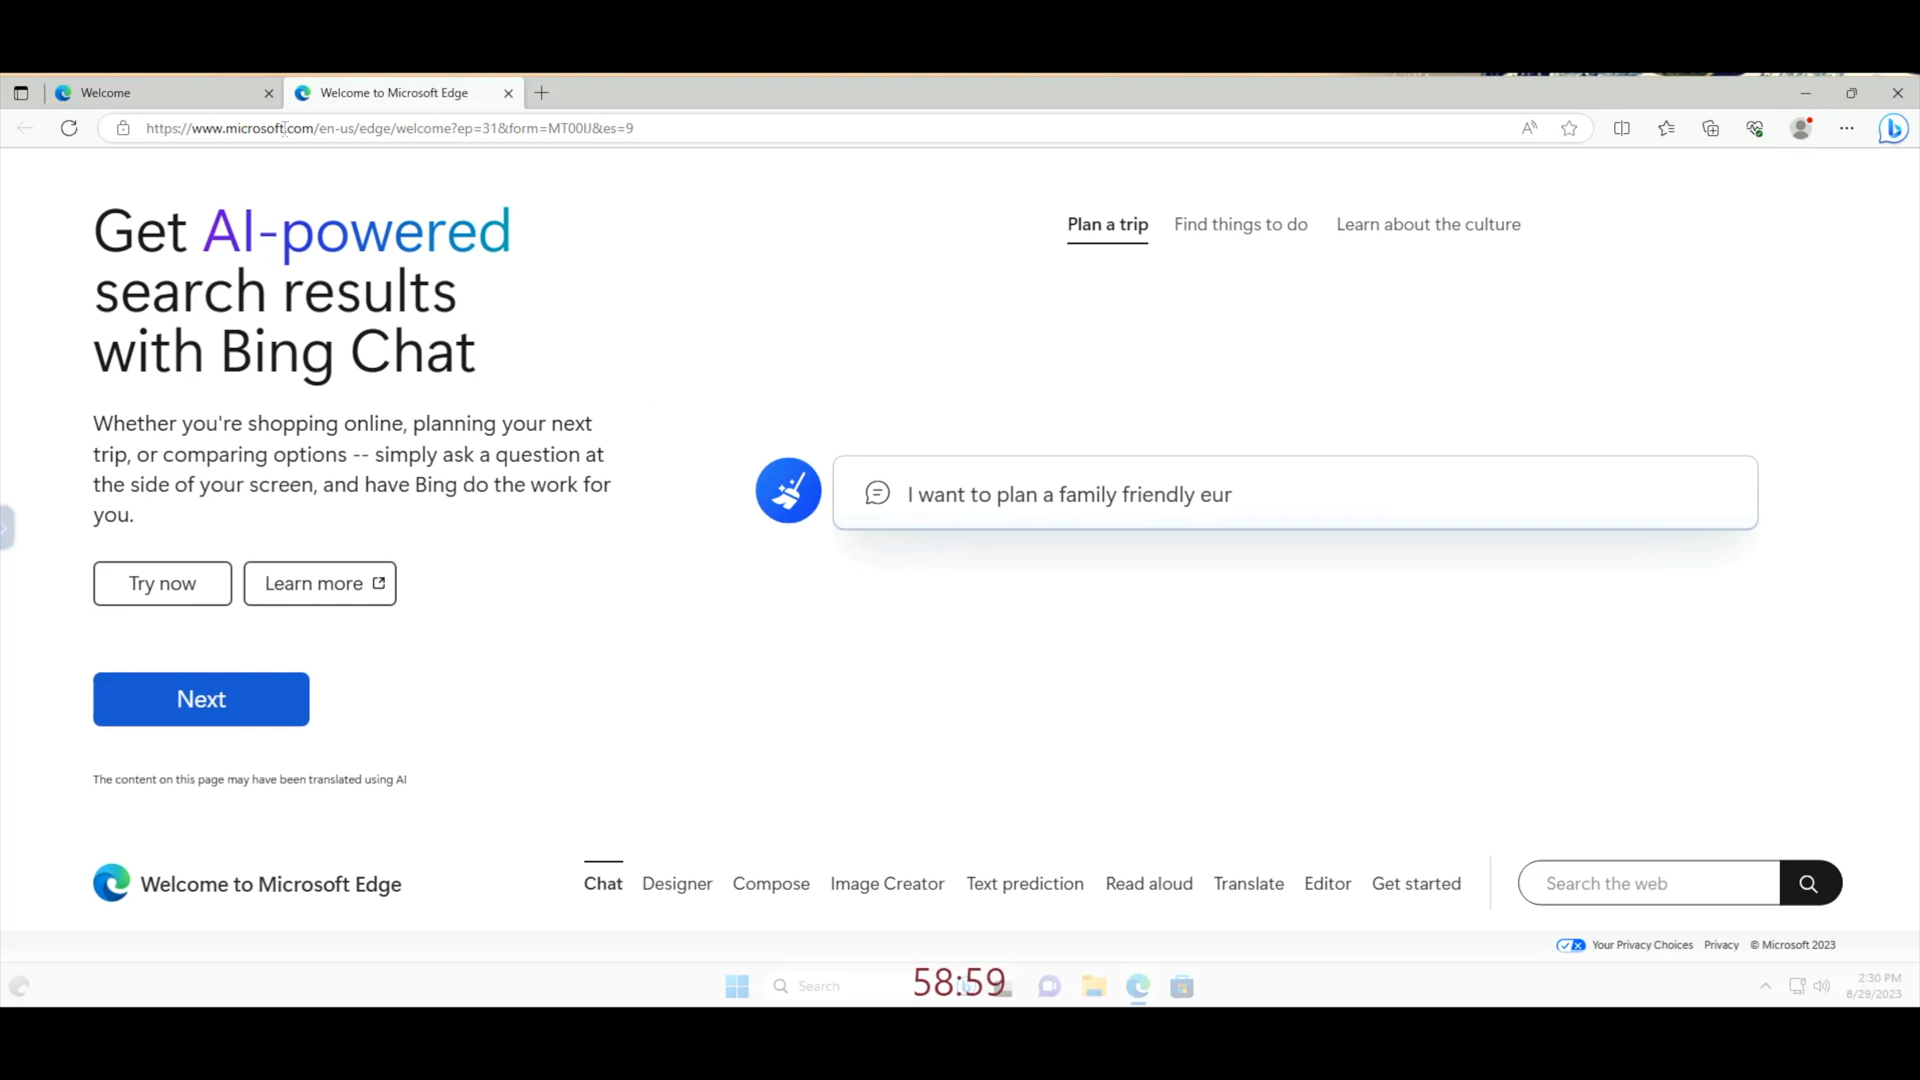 Welcome
Welcome to Microsoft Edge
https://www.microsoft.com/en-us/edge/welcome?ep=31&form=MT00IJ&es=9
Get AI-powered
search results
with Bing Chat
Plan a trip
Find things to do
Learn about the culture
Whether you're shopping online, planning your next
trip, or comparing options -- simply ask a question at
the side of your screen, and have Bing do the work for
you.
I want to plan a family friendly eur
Try now
Learn more
Next
The content on this page may have been translated using AI
Welcome to Microsoft Edge
Chat
Designer
Compose
Image Creator
Text prediction
Read aloud
Translate
Editor
Get started
Search the web
Your Privacy Choices
Privacy
© Microsoft 2023
Search
58:59
2:30 PM
8/29/2023